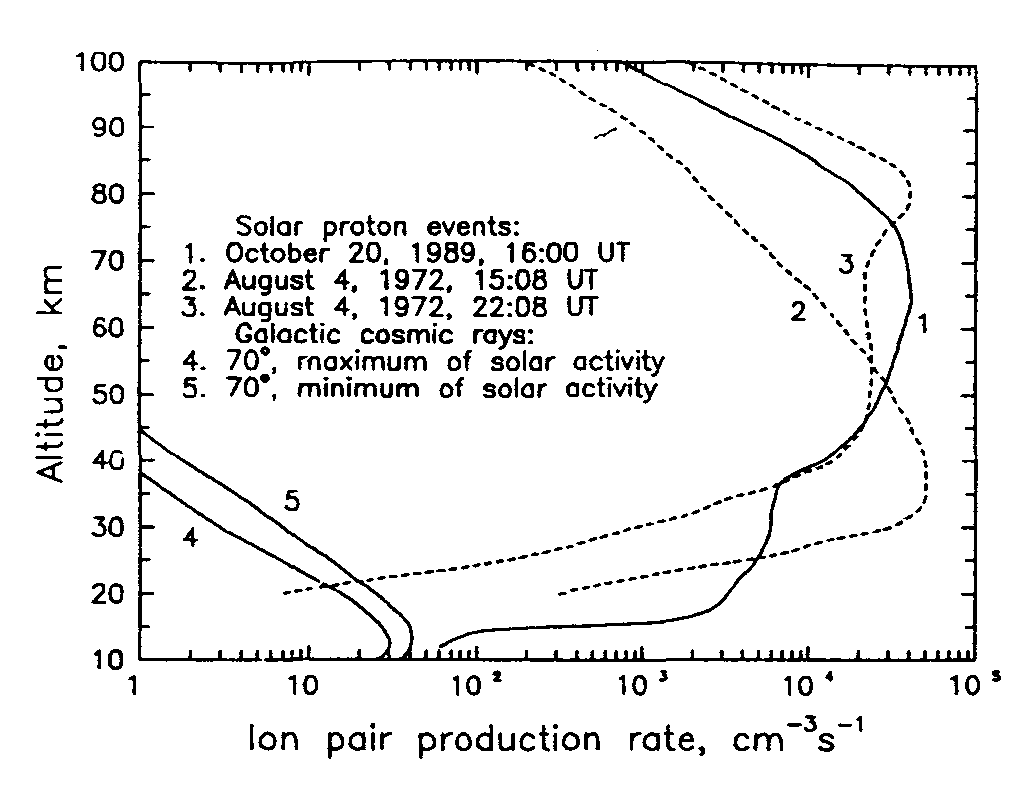 100
90
80
70
60
50
40
30
20
10
Altitude, km
Solar proton events:
1. October 20, 1989, 16:00 UT
2. August 4, 1972, 15:08 UT
3. August 4, 1972, 22:08 UT
Galactic cosmic rays:
4. 70°, maximum of solar activity
5. 70°, minimum of solar activity
3
2
1
5
4
1 10 10² 10³ 10⁴ 10⁵
Ion pair production rate, cm⁻³s⁻¹